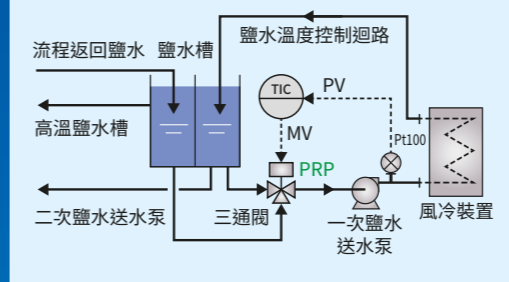 鹽水溫度控制迴路
流程返回鹽水
鹽水槽
TIC
PV
高溫鹽水槽
MV
Pt100
PRP
二次鹽水送水泵
三通閥
一次鹽水
送水泵
風冷裝置